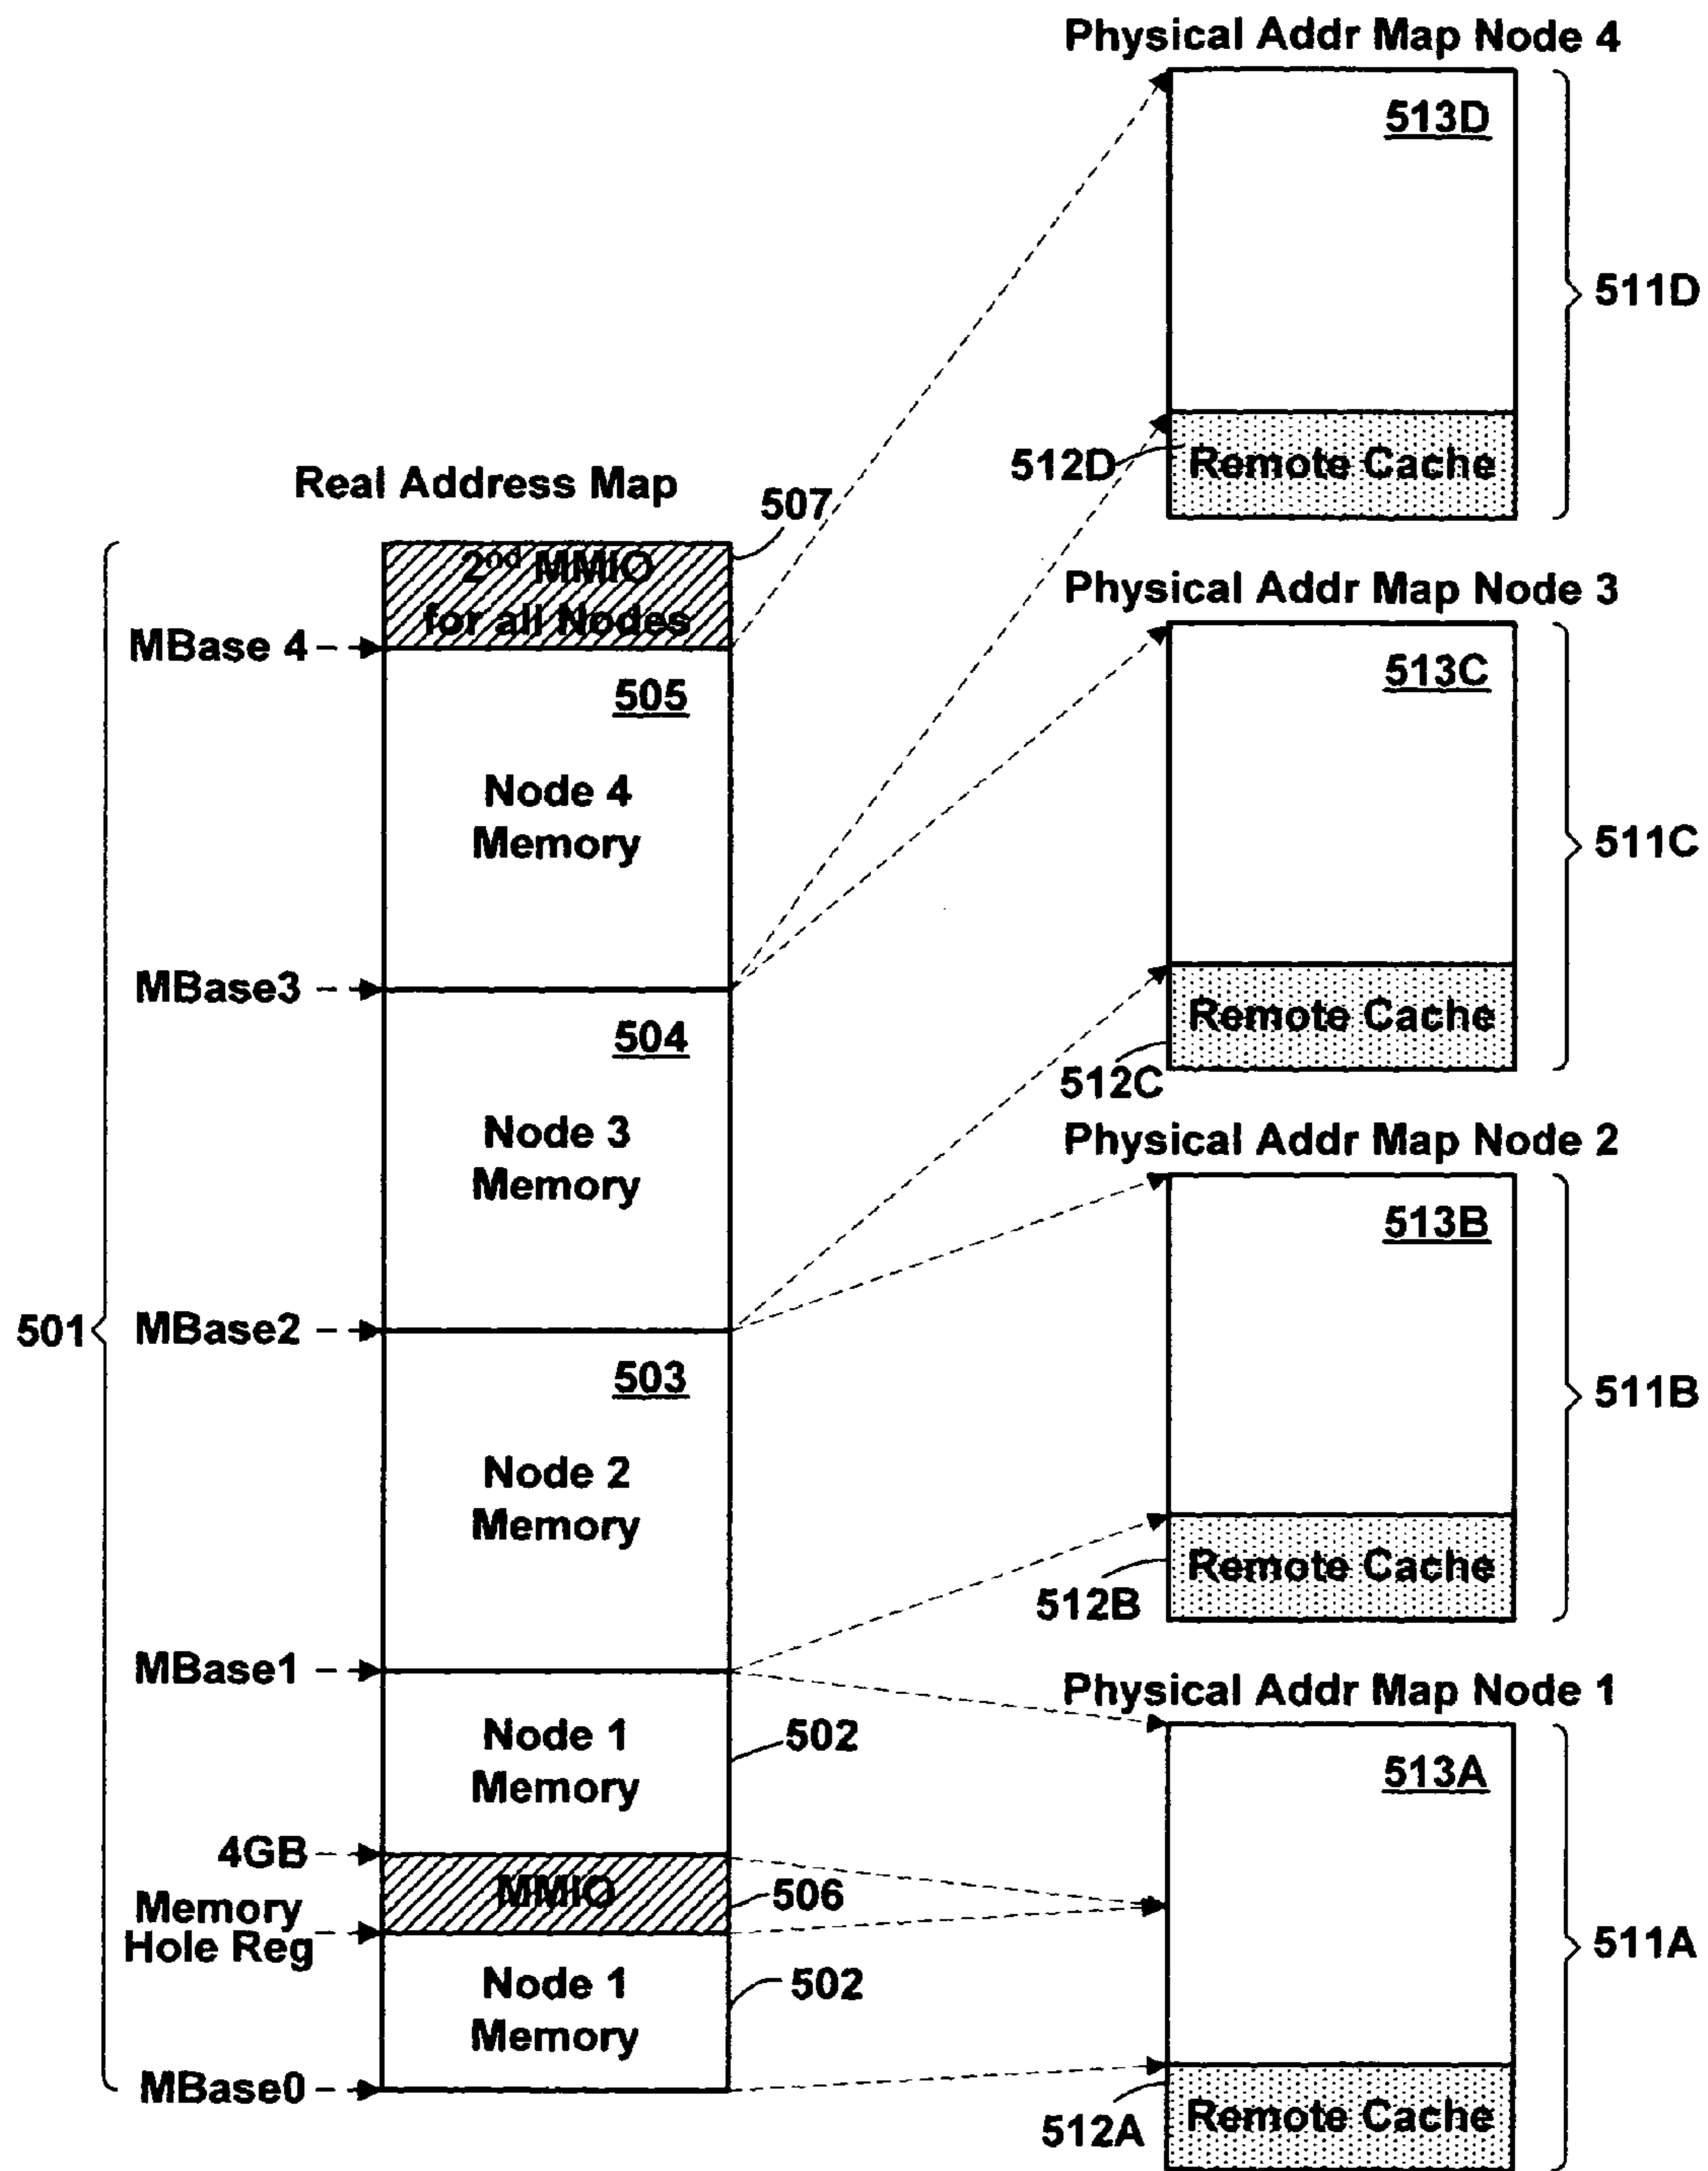 Physical Addr Map Node 4
513D
511D
512D
Remote Cache
Real Address Map
507
2nd MMIO
for all Nodes
MBase 4
505
Node 4
Memory
Physical Addr Map Node 3
513C
511C
Remote Cache
512C
MBase3
504
Node 3
Memory
Physical Addr Map Node 2
513B
511B
Remote Cache
512B
501
MBase2
503
Node 2
Memory
MBase1
Node 1
Memory
502
Physical Addr Map Node 1
513A
511A
4GB
MMIO
506
Memory
Hole Reg
Node 1
Memory
502
MBase0
512A
Remote Cache